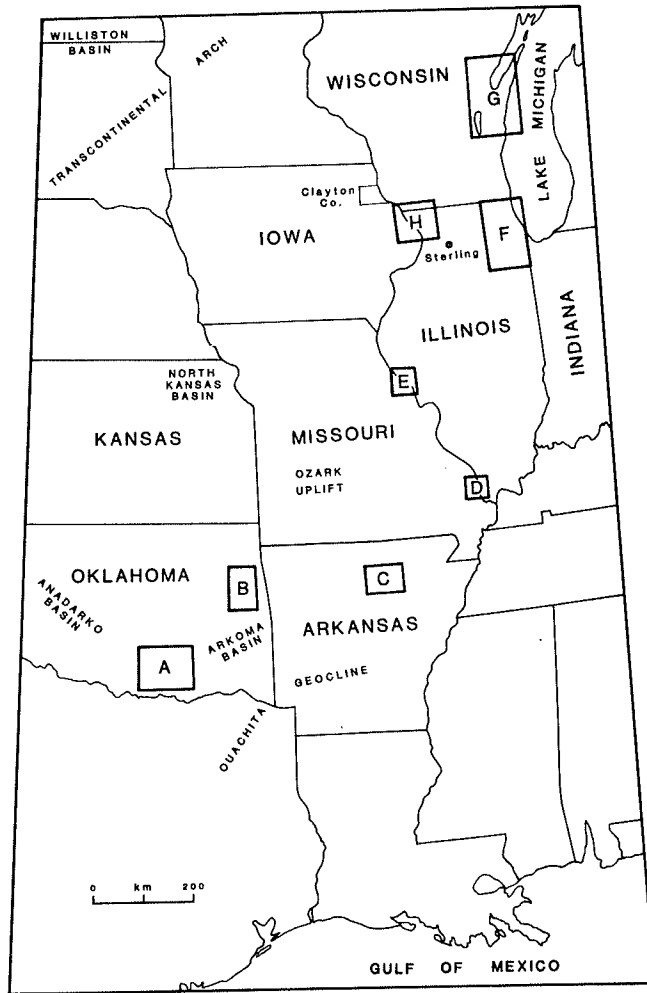 WILLISTON
BASIN
ARCH
TRANSCONTINENTAL
WISCONSIN
G
LAKE MICHIGAN
Clayton
Co.
H
F
IOWA
Sterling
ILLINOIS
INDIANA
NORTH
KANSAS
BASIN
E
KANSAS
MISSOURI
OZARK
UPLIFT
D
OKLAHOMA
B
C
ANADARKO
BASIN
ARKOMA
BASIN
ARKANSAS
A
GEOCLINE
OUACHITA
0 km 200
GULF OF MEXICO